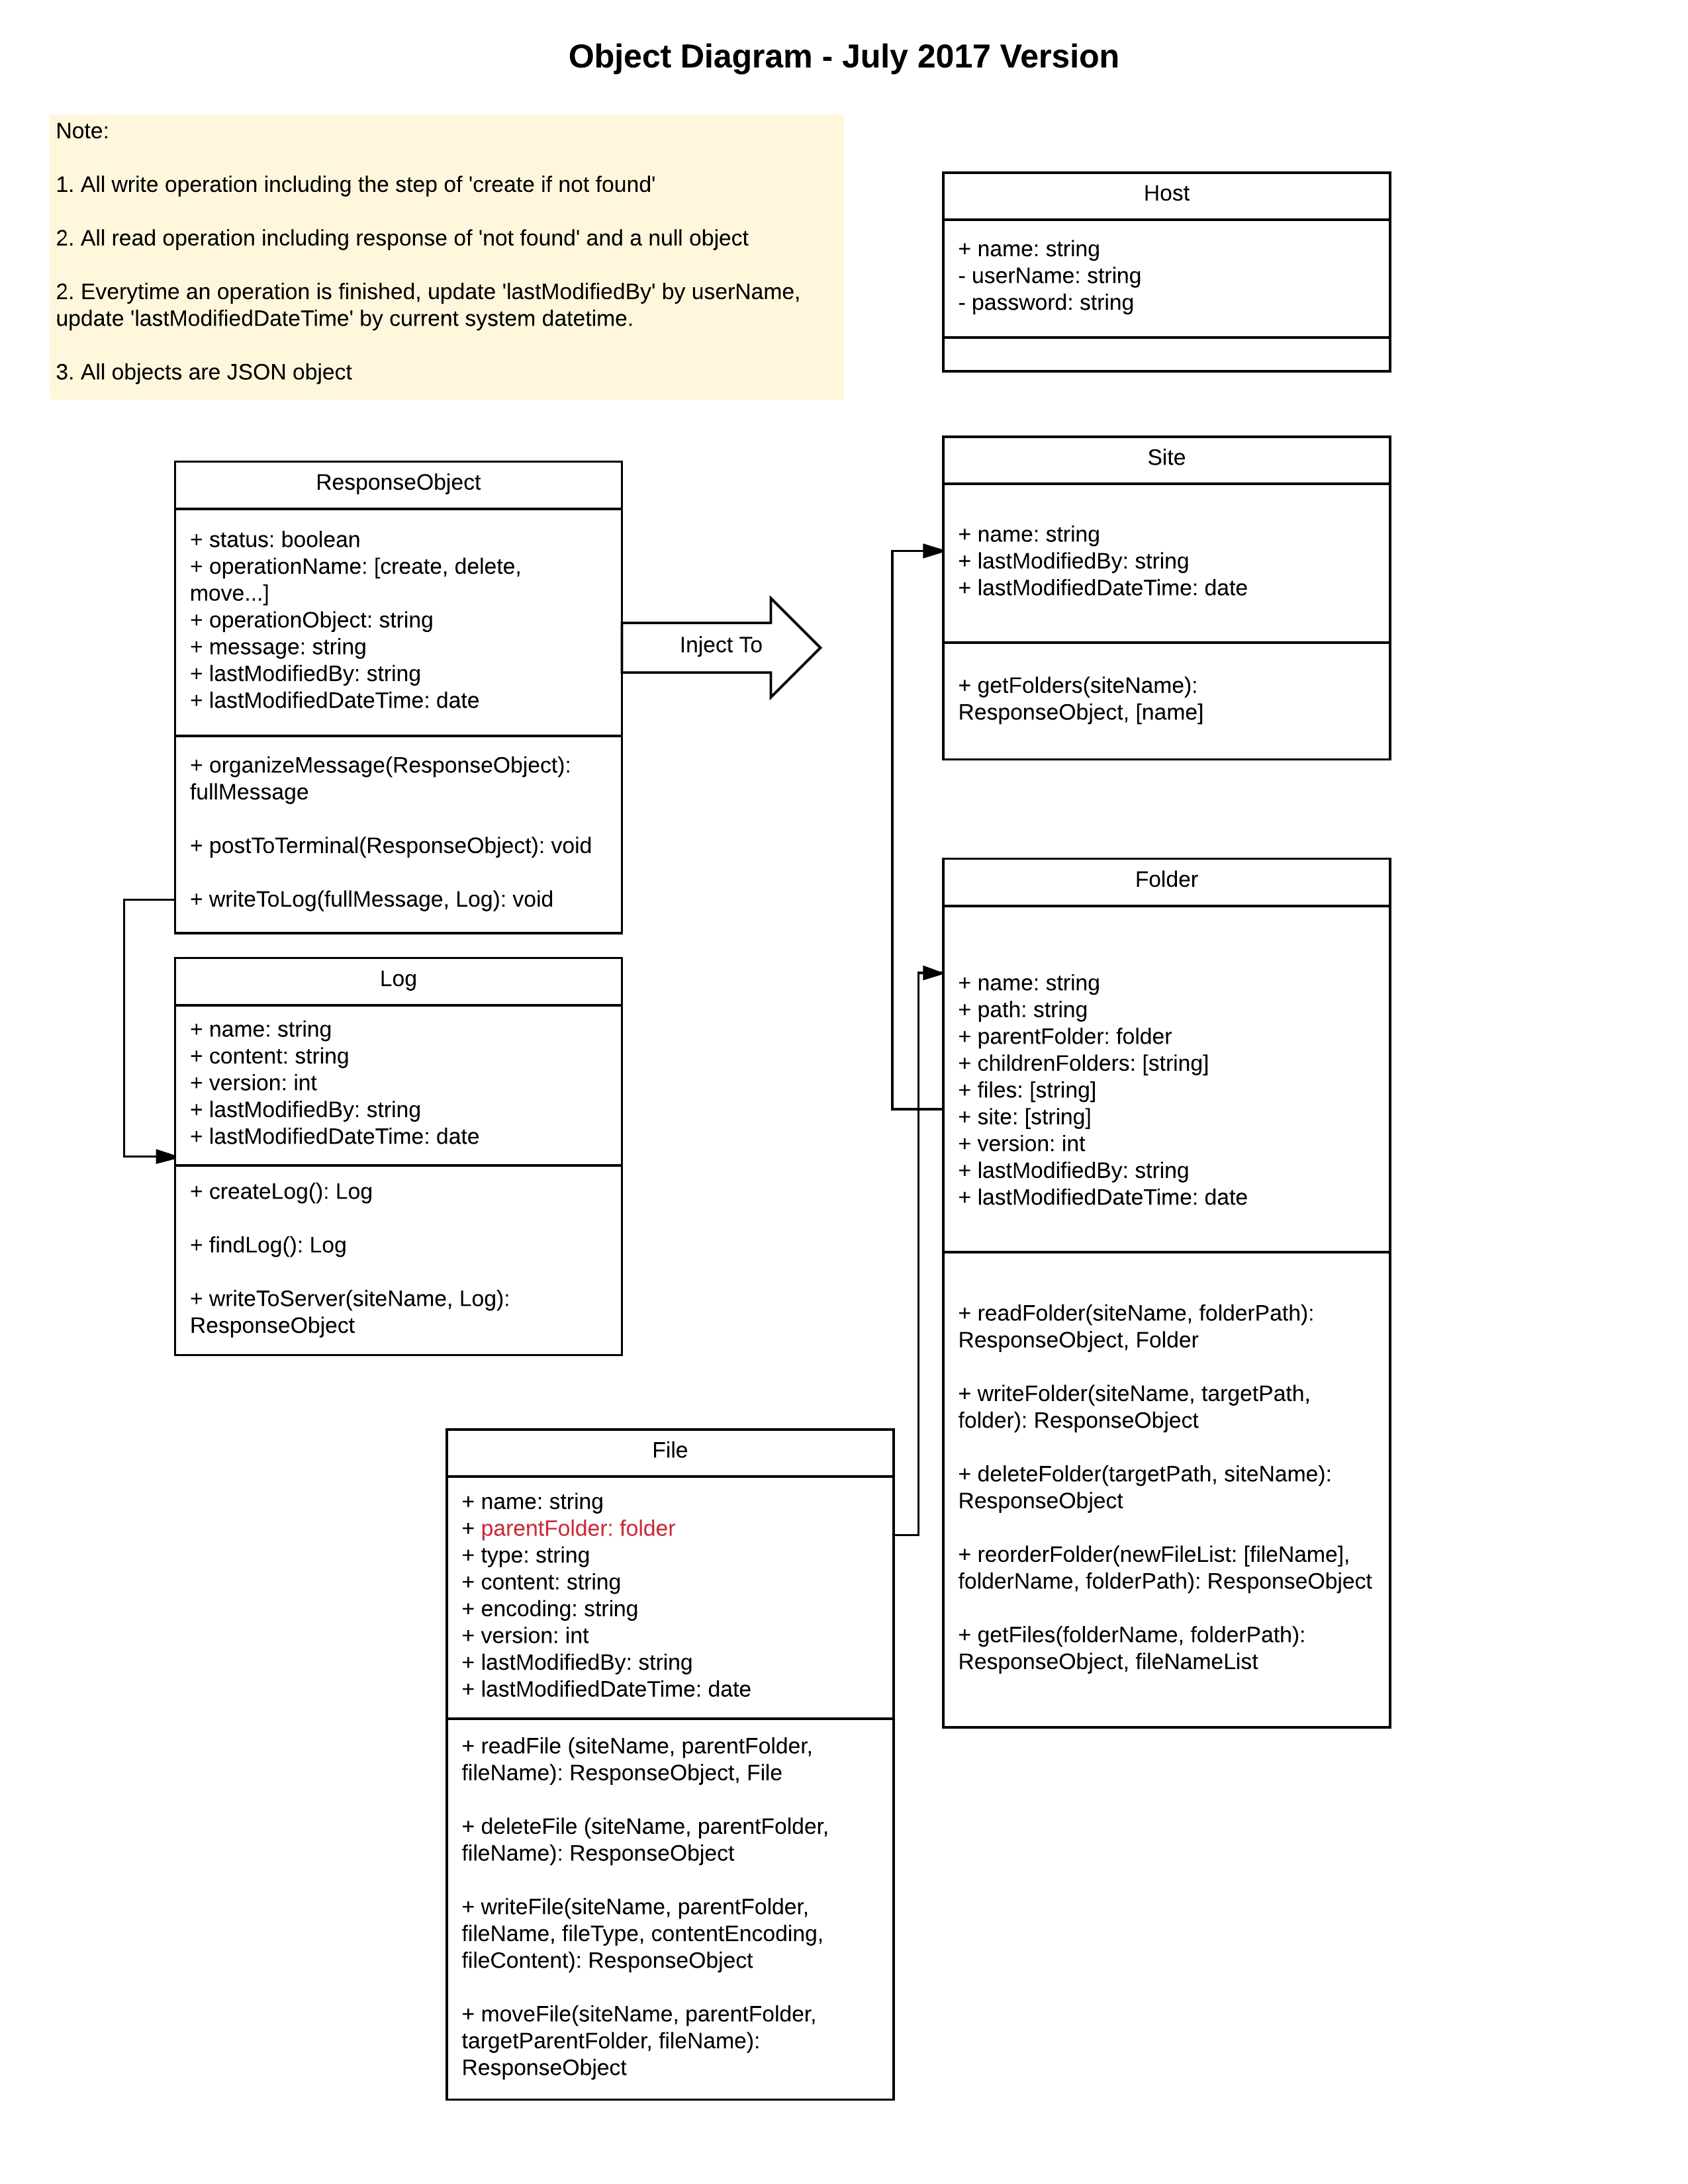 Object Diagram - July 2017 Version
Note:
1. All write operation including the step of 'create if not found'
2. All read operation including response of 'not found' and a null object
2. Everytime an operation is finished, update 'lastModifiedBy' by userName,
update 'lastModifiedDateTime' by current system datetime.
3. All objects are JSON object
Host
+ name: string
- userName: string
- password: string
ResponseObject
+ status: boolean
+ operationName: [create, delete,
move...]
+ operationObject: string
+ message: string
+ lastModifiedBy: string
+ lastModifiedDateTime: date
+ organizeMessage(ResponseObject):
fullMessage
+ postToTerminal(ResponseObject): void
+ writeToLog(fullMessage, Log): void
Inject To
Site
+ name: string
+ lastModifiedBy: string
+ lastModifiedDateTime: date
+ getFolders(siteName):
ResponseObject, [name]
Log
+ name: string
+ content: string
+ version: int
+ lastModifiedBy: string
+ lastModifiedDateTime: date
+ createLog(): Log
+ findLog(): Log
+ writeToServer(siteName, Log):
ResponseObject
Folder
+ name: string
+ path: string
+ parentFolder: folder
+ childrenFolders: [string]
+ files: [string]
+ site: [string]
+ version: int
+ lastModifiedBy: string
+ lastModifiedDateTime: date
+ readFolder(siteName, folderPath):
ResponseObject, Folder
+ writeFolder(siteName, targetPath,
folder): ResponseObject
+ deleteFolder(targetPath, siteName):
ResponseObject
+ reorderFolder(newFileList: [fileName],
folderName, folderPath): ResponseObject
+ getFiles(folderName, folderPath):
ResponseObject, fileNameList
File
+ name: string
+ parentFolder: folder
+ type: string
+ content: string
+ encoding: string
+ version: int
+ lastModifiedBy: string
+ lastModifiedDateTime: date
+ readFile (siteName, parentFolder,
fileName): ResponseObject, File
+ deleteFile (siteName, parentFolder,
fileName): ResponseObject
+ writeFile(siteName, parentFolder,
fileName, fileType, contentEncoding,
fileContent): ResponseObject
+ moveFile(siteName, parentFolder,
targetParentFolder, fileName):
ResponseObject